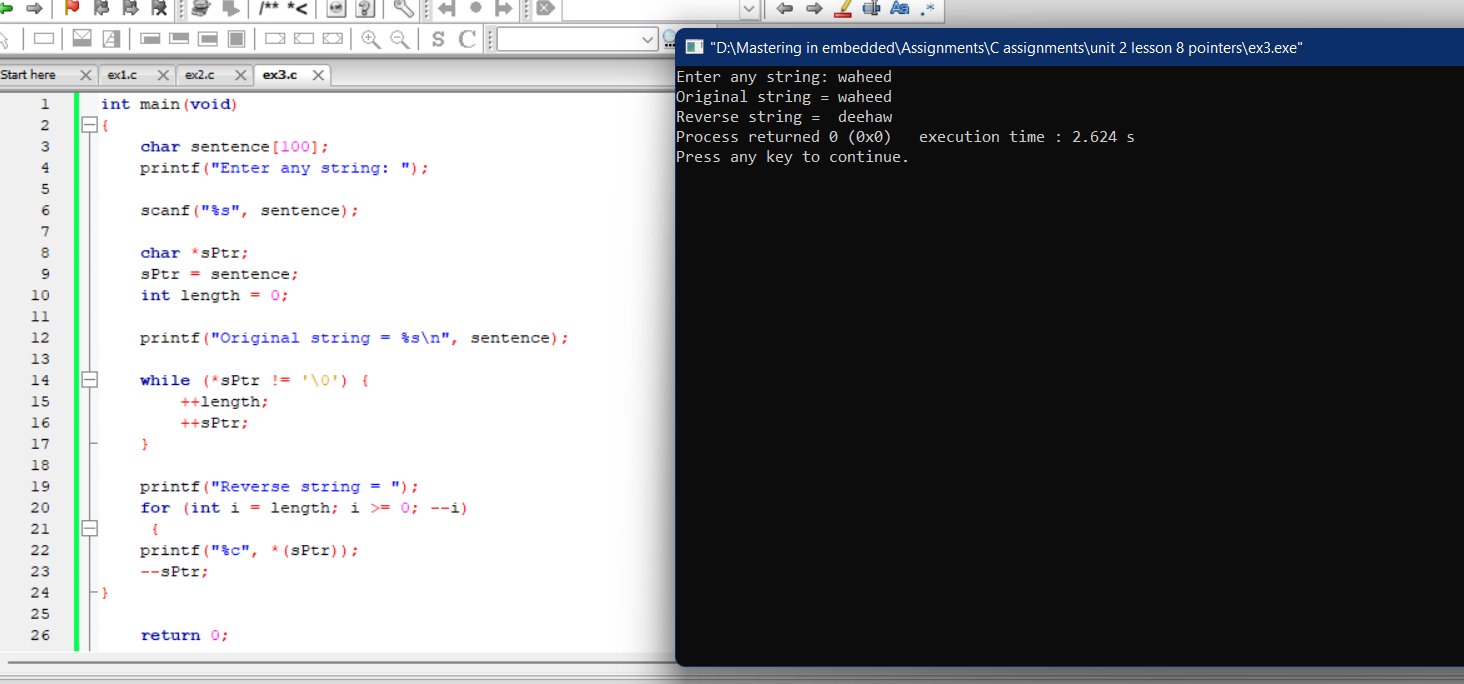 /** *<
S C
Aa .*
Start here ex1.c ex2.c ex3.c
1 int main(void)
2 {
3 char sentence[100];
4 printf("Enter any string: ");
5
6 scanf("%s", sentence);
7
8 char *sPtr;
9 sPtr = sentence;
10 int length = 0;
11
12 printf("Original string = %s\n", sentence);
13
14 while (*sPtr != '\0') {
15 ++length;
16 ++sPtr;
17 }
18
19 printf("Reverse string = ");
20 for (int i = length; i >= 0; --i)
21 {
22 printf("%c", *(sPtr));
23 --sPtr;
24 }
25
26 return 0;
"D:\Mastering in embedded\Assignments\C assignments\unit 2 lesson 8 pointers\ex3.exe"
Enter any string: waheed
Original string = waheed
Reverse string =  deehaw
Process returned 0 (0x0)   execution time : 2.624 s
Press any key to continue.